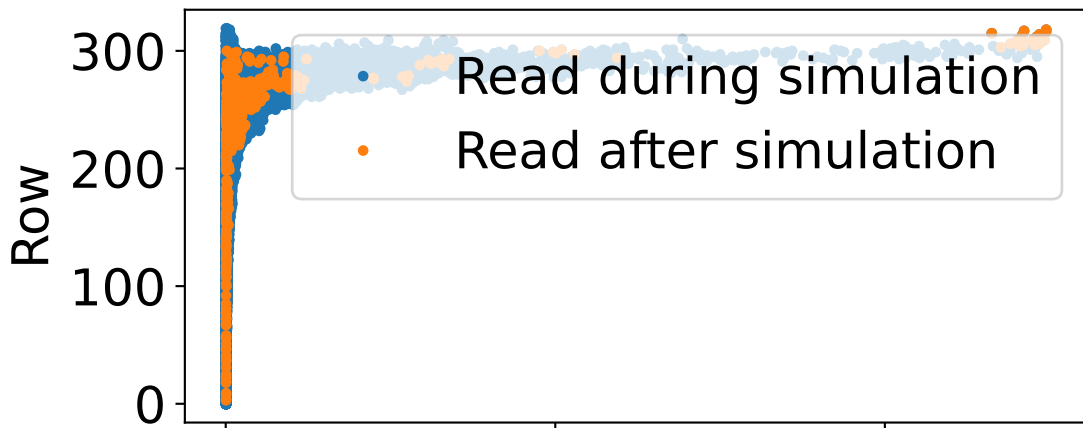 300
200
100
0
Row
Read during simulation
Read after simulation